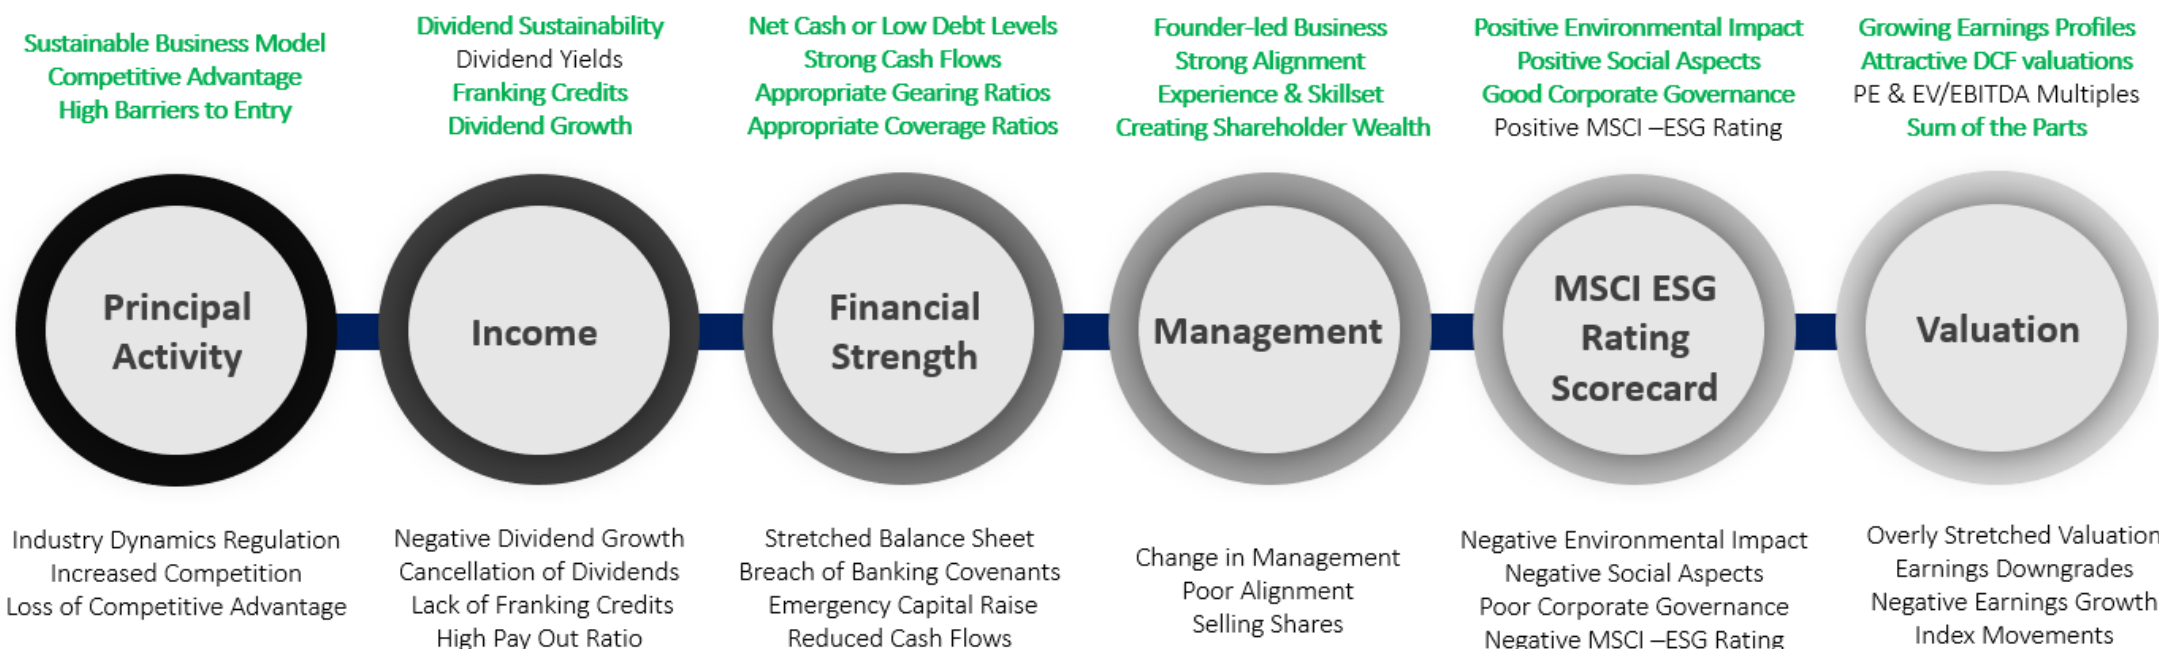 Sustainable Business Model
Competitive Advantage
High Barriers to Entry
Dividend Sustainability
Dividend Yields
Franking Credits
Dividend Growth
Net Cash or Low Debt Levels
Strong Cash Flows
Appropriate Gearing Ratios
Appropriate Coverage Ratios
Founder-led Business
Strong Alignment
Experience & Skillset
Creating Shareholder Wealth
Positive Environmental Impact
Positive Social Aspects
Good Corporate Governance
Positive MSCI –ESG Rating
Growing Earnings Profiles
Attractive DCF valuations
PE & EV/EBITDA Multiples
Sum of the Parts
Principal
Activity
Income
Financial
Strength
Management
MSCI ESG
Rating
Scorecard
Valuation
Industry Dynamics Regulation
Increased Competition
Loss of Competitive Advantage
Negative Dividend Growth
Cancellation of Dividends
Lack of Franking Credits
High Pay Out Ratio
Stretched Balance Sheet
Breach of Banking Covenants
Emergency Capital Raise
Reduced Cash Flows
Change in Management
Poor Alignment
Selling Shares
Negative Environmental Impact
Negative Social Aspects
Poor Corporate Governance
Negative MSCI –ESG Rating
Overly Stretched Valuation
Earnings Downgrades
Negative Earnings Growth
Index Movements